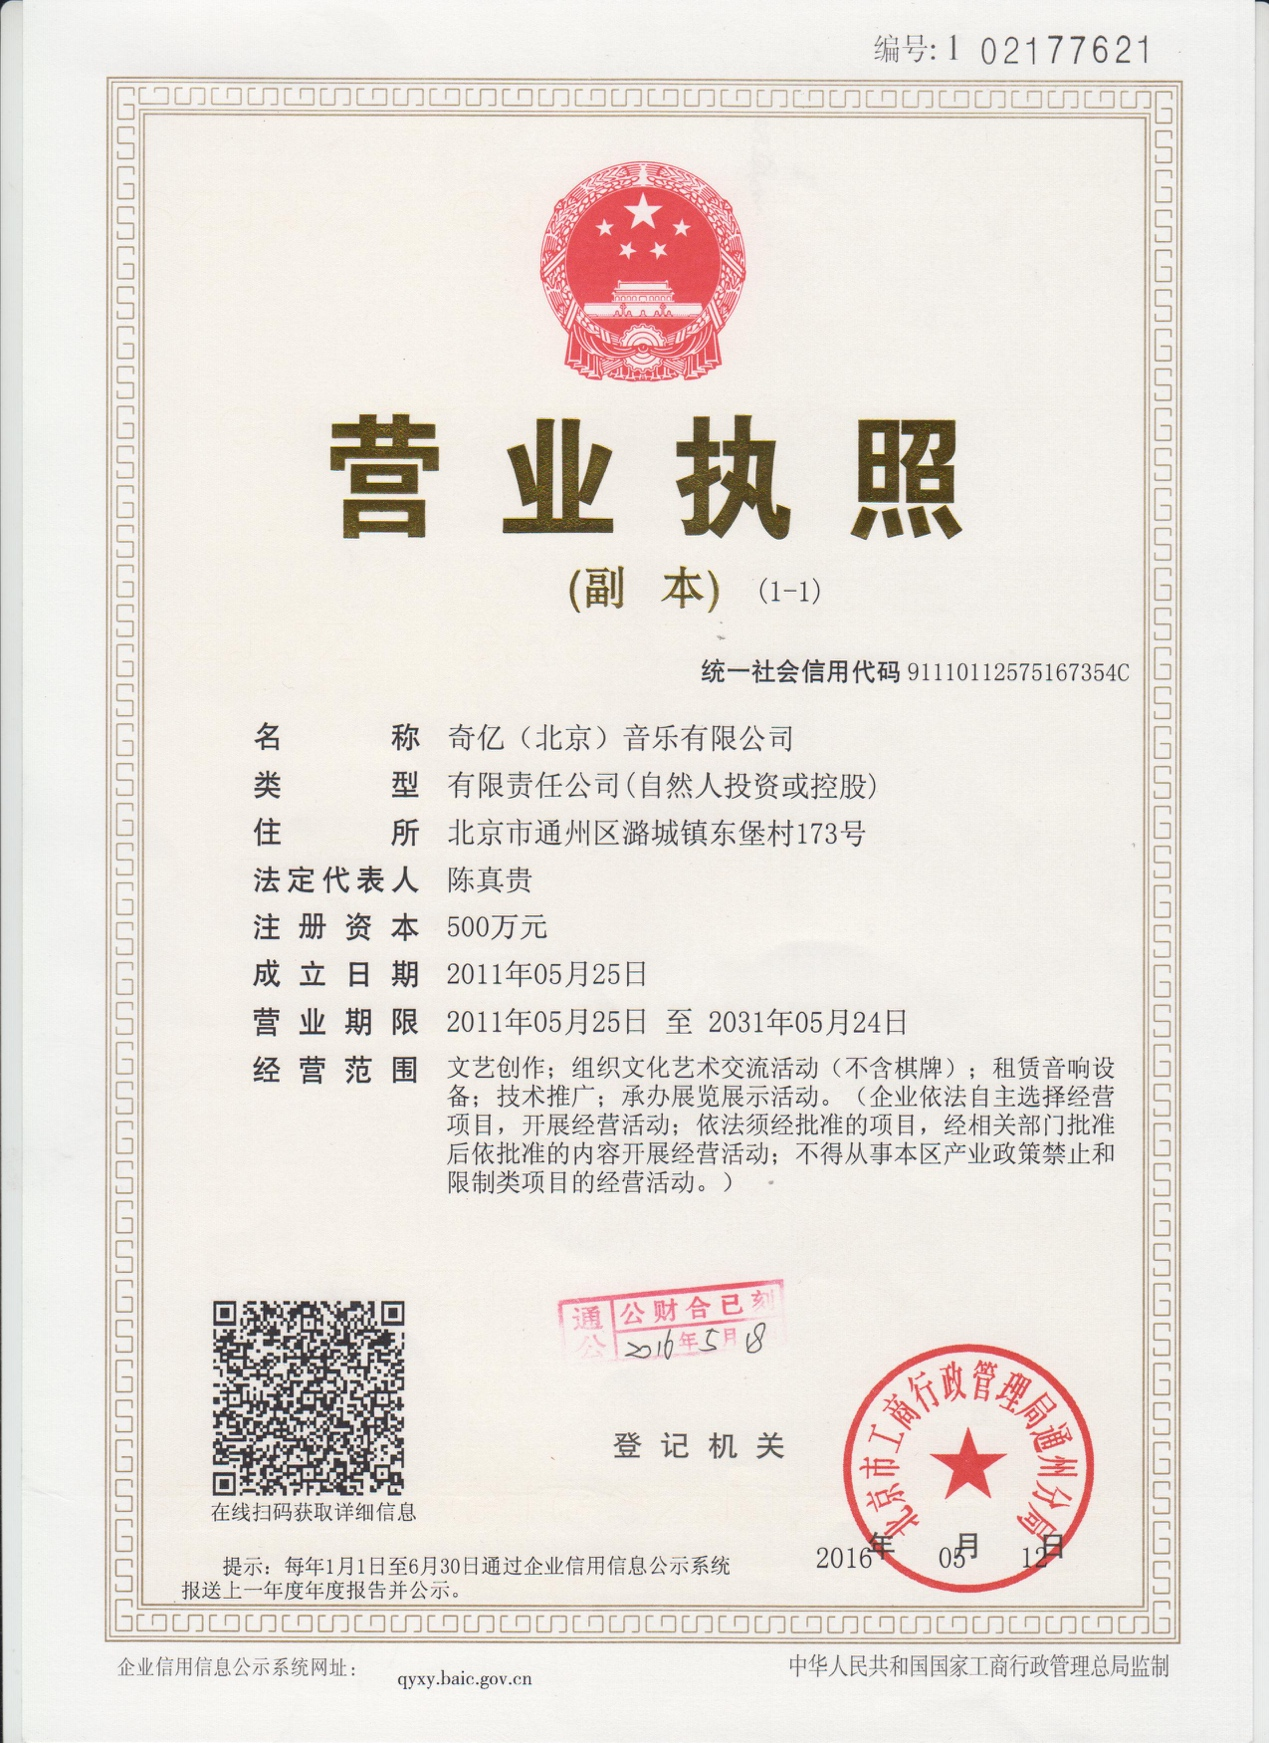 编号: 1 02177621
营业执照
(副 本) (1-1)
统一社会信用代码 91110112575167354C
名称 奇亿（北京）音乐有限公司
类型 有限责任公司(自然人投资或控股)
住所 北京市通州区潞城镇东堡村173号
法定代表人 陈真贵
注册资本 500万元
成立日期 2011年05月25日
营业期限 2011年05月25日 至 2031年05月24日
经营范围 文艺创作；组织文化艺术交流活动（不含棋牌）；租赁音响设
备；技术推广；承办展览展示活动。（企业依法自主选择经营
项目，开展经营活动；依法须经批准的项目，经相关部门批准
后依批准的内容开展经营活动；不得从事本区产业政策禁止和
限制类项目的经营活动。）
通公
公财合已刻
2016年5月18
在线扫码获取详细信息
登记机关
北京市工商行政管理局通州分局
2016年 05月 12日
提示：每年1月1日至6月30日通过企业信用信息公示系统
报送上一年度年度报告并公示。
企业信用信息公示系统网址：
qyxy.baic.gov.cn
中华人民共和国国家工商行政管理总局监制